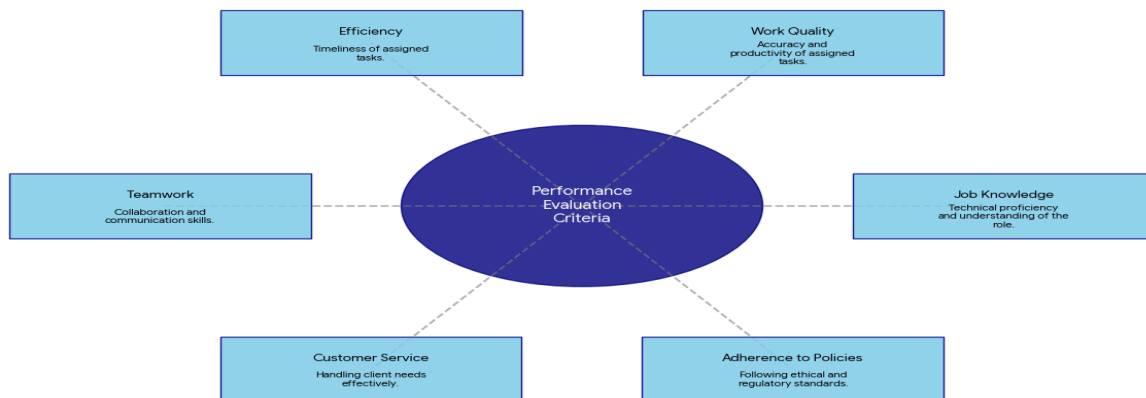 Efficiency
Timeliness of assigned
tasks.
Work Quality
Accuracy and
productivity of assigned
tasks.
Teamwork
Collaboration and
communication skills.
Performance
Evaluation
Criteria
Job Knowledge
Technical proficiency
and understanding of the
role.
Customer Service
Handling client needs
effectively.
Adherence to Policies
Following ethical and
regulatory standards.